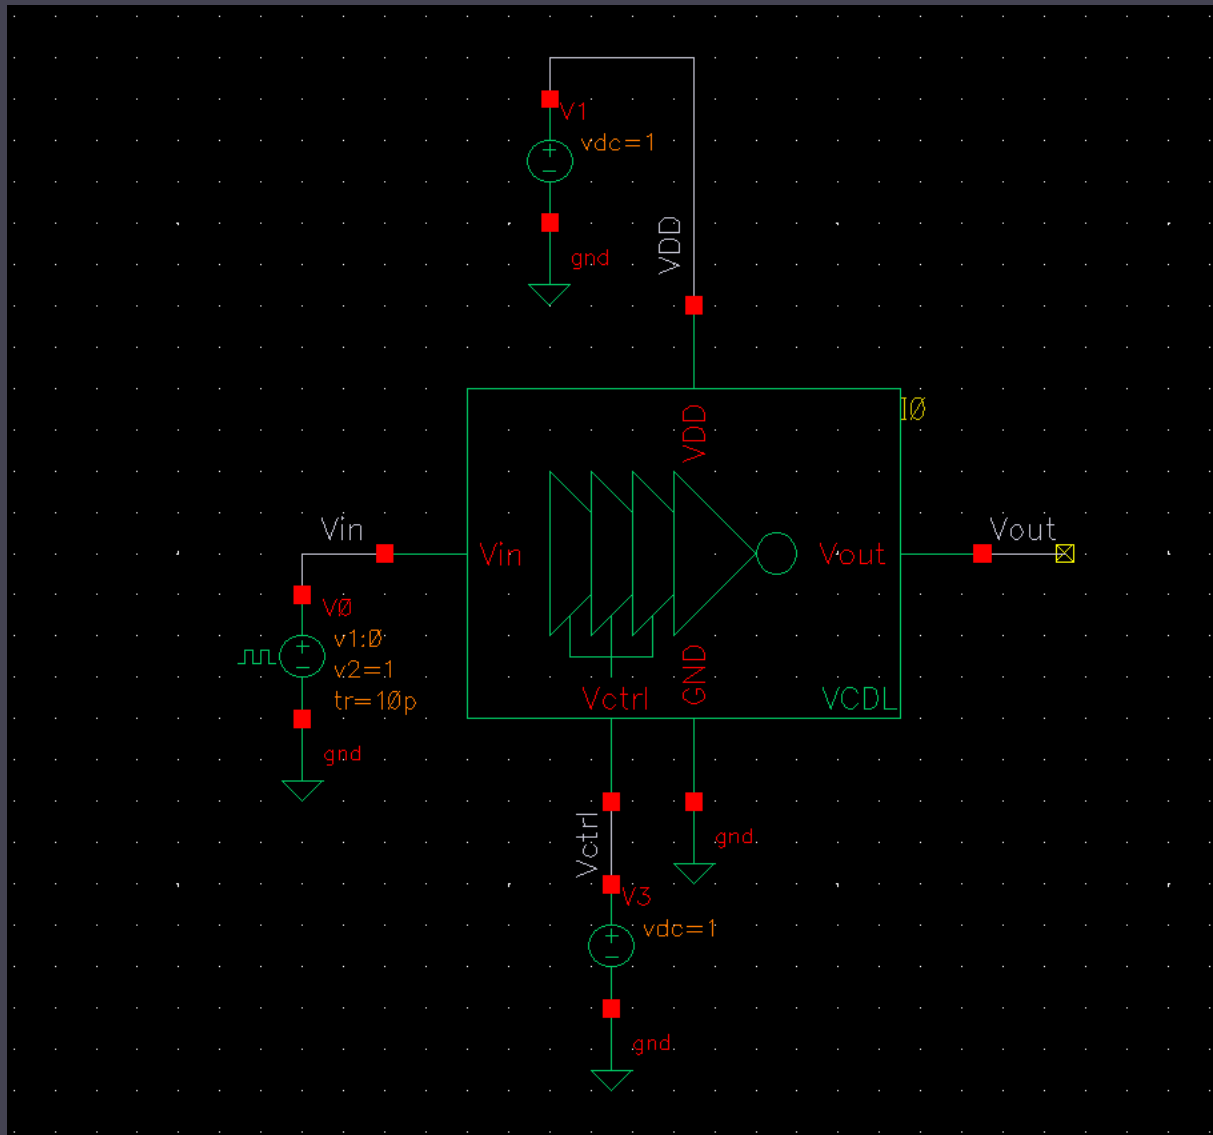 V1
vdc=1
gnd
VDD
VDD
I0
Vin
Vin
Vout
Vout
V0
v1:0
v2=1
tr=10p
gnd
GND
Vctrl
VCDL
Vctrl
gnd
V3
vdc=1
gnd